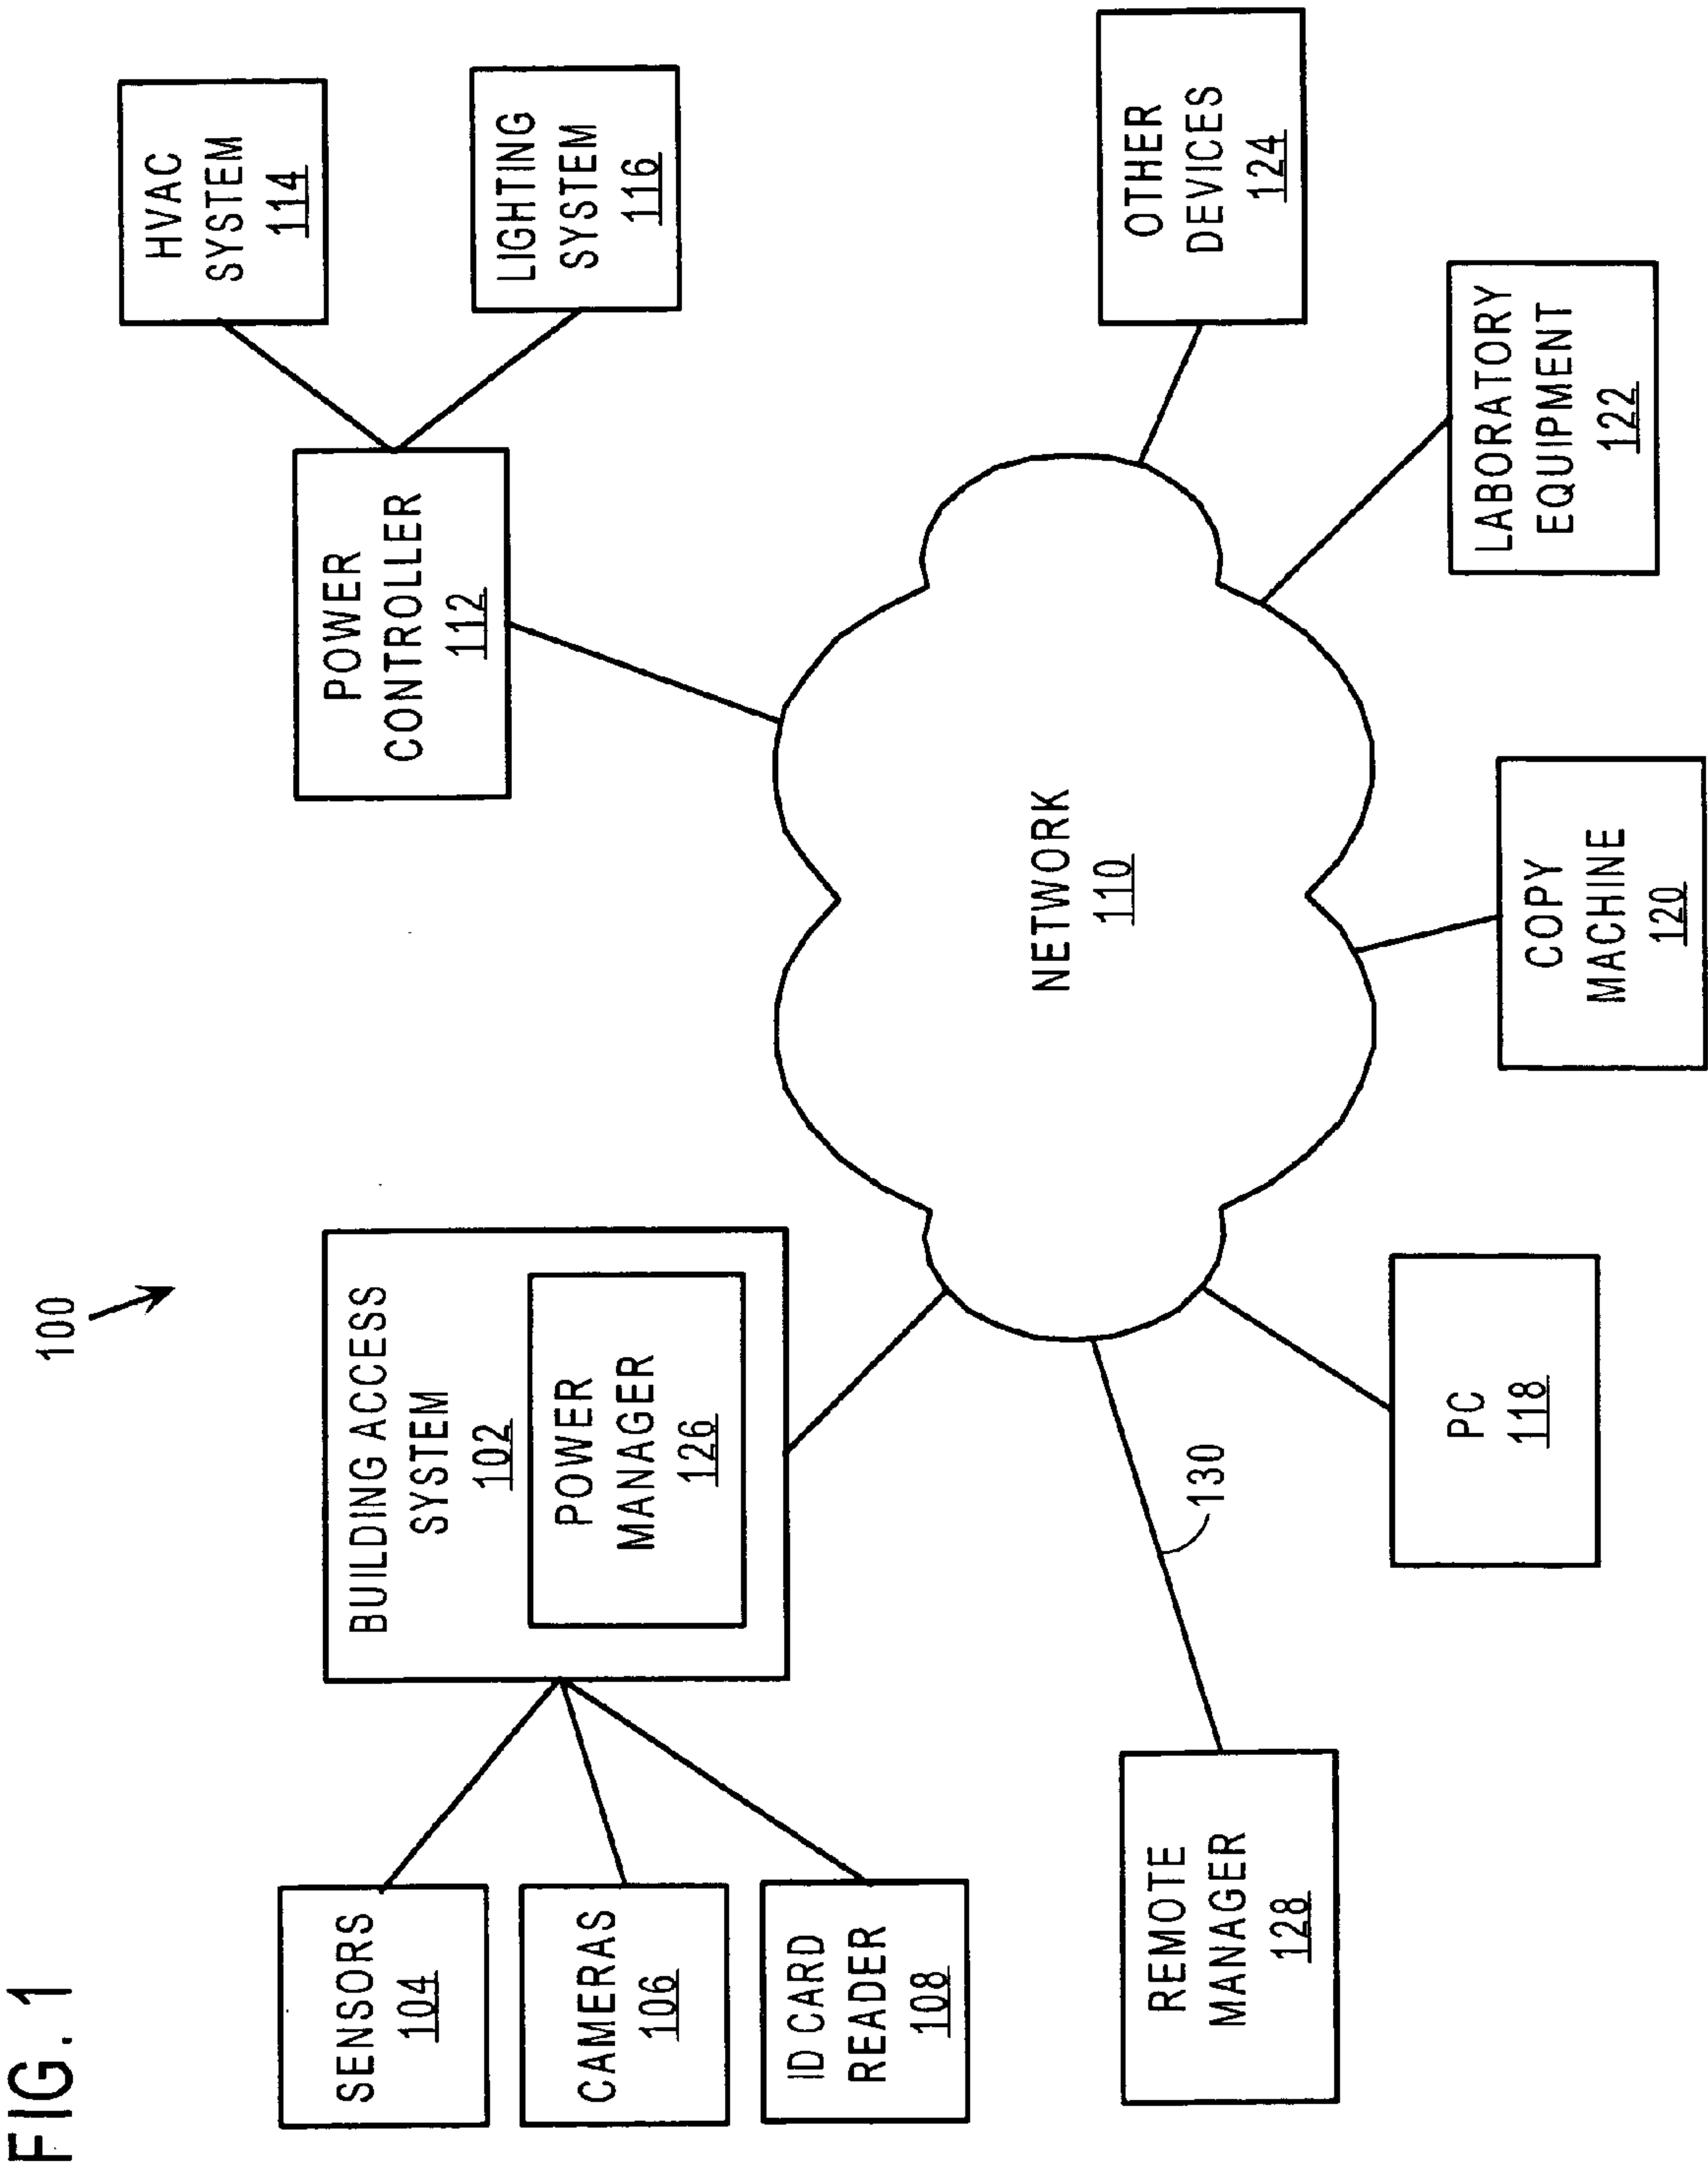 FIG. 1
100
SENSORS
104
CAMERAS
106
ID CARD
READER
108
BUILDING ACCESS
SYSTEM
102
POWER
MANAGER
126
POWER
CONTROLLER
112
HVAC
SYSTEM
114
LIGHTING
SYSTEM
116
NETWORK
110
REMOTE
MANAGER
128
130
PC
118
COPY
MACHINE
120
LABORATORY
EQUIPMENT
122
OTHER
DEVICES
124